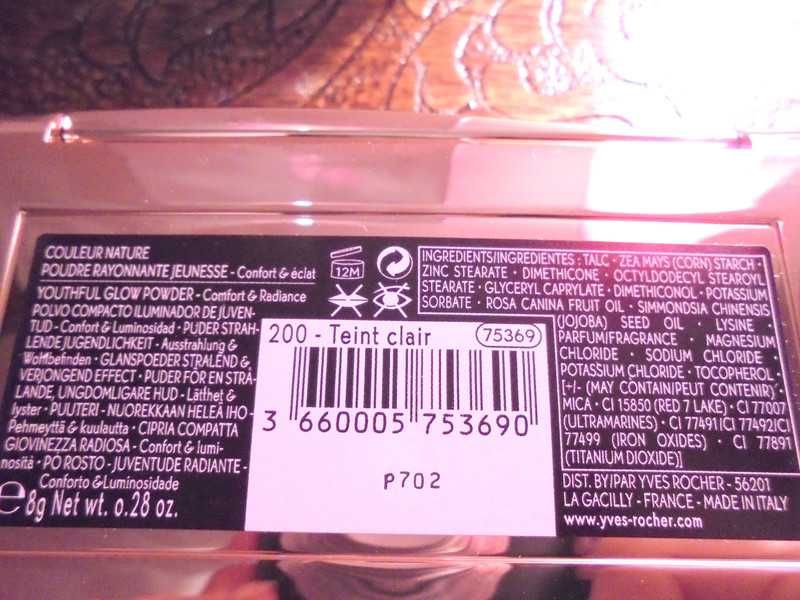 COULEUR NATURE
POUDRE RAYONNANTE JEUNESSE - Confort & éclat
YOUTHFUL GLOW POWDER - Comfort & Radiance
POLVO COMPACTO ILUMINADOR DE JUVEN-
TUD - Confort & Luminosidad • PUDER STRAH-
LENDE JUGENDLICHKEIT - Ausstrahlung &
Wohlbefinden • GLANSPOEDER STRALEND &
VERJONGEND EFFECT • PUDER FÖR EN STRÅ-
LANDE, UNGDOMLIGARE HUD - Lätthet &
lyster • PUUTERI - NUOREKKAAN HELEÄ IHO -
Pehmeyttä & kuulautta • CIPRIA COMPATTA
GIOVINEZZA RADIOSA - Confort & lumi-
nosità • PÓ ROSTO - JUVENTUDE RADIANTE -
Conforto & Luminosidade
e 8g Net wt. 0.28 oz.
12M
200 - Teint clair 75369
3 660005 753690
P702
INGREDIENTS/INGREDIENTES : TALC • ZEA MAYS (CORN) STARCH •
ZINC STEARATE • DIMETHICONE • OCTYLDODECYL STEAROYL
STEARATE • GLYCERYL CAPRYLATE • DIMETHICONOL • POTASSIUM
SORBATE • ROSA CANINA FRUIT OIL • SIMMONDSIA CHINENSIS
(JOJOBA) SEED OIL • LYSINE •
PARFUM/FRAGRANCE • MAGNESIUM
CHLORIDE • SODIUM CHLORIDE •
POTASSIUM CHLORIDE • TOCOPHEROL •
[+/- (MAY CONTAIN/PEUT CONTENIR) :
MICA • CI 15850 (RED 7 LAKE) • CI 77007
(ULTRAMARINES) • CI 77491/CI 77492/CI
77499 (IRON OXIDES) • CI 77891
(TITANIUM DIOXIDE)]
DIST. BY/PAR YVES ROCHER - 56201
LA GACILLY - FRANCE - MADE IN ITALY
www.yves-rocher.com